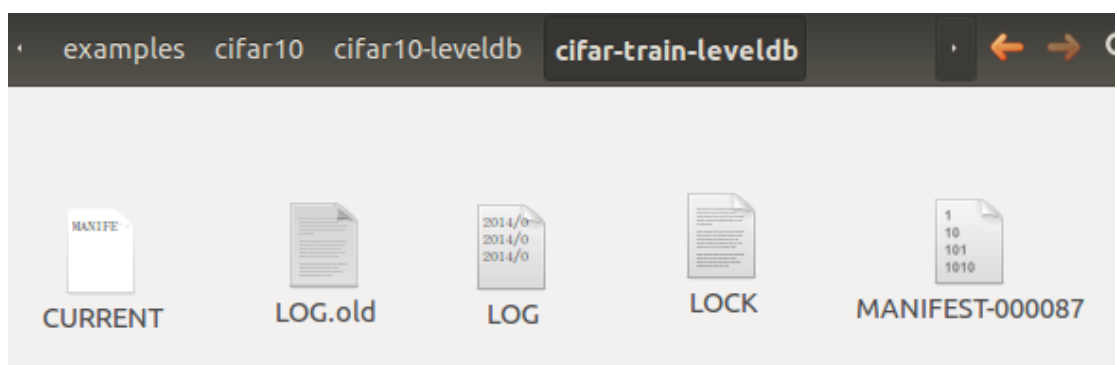 examples cifar10 cifar10-leveldb cifar-train-leveldb
MANIFE
2014/0
2014/0
2014/0
1
10
101
1010
CURRENT LOG.old LOG LOCK MANIFEST-000087